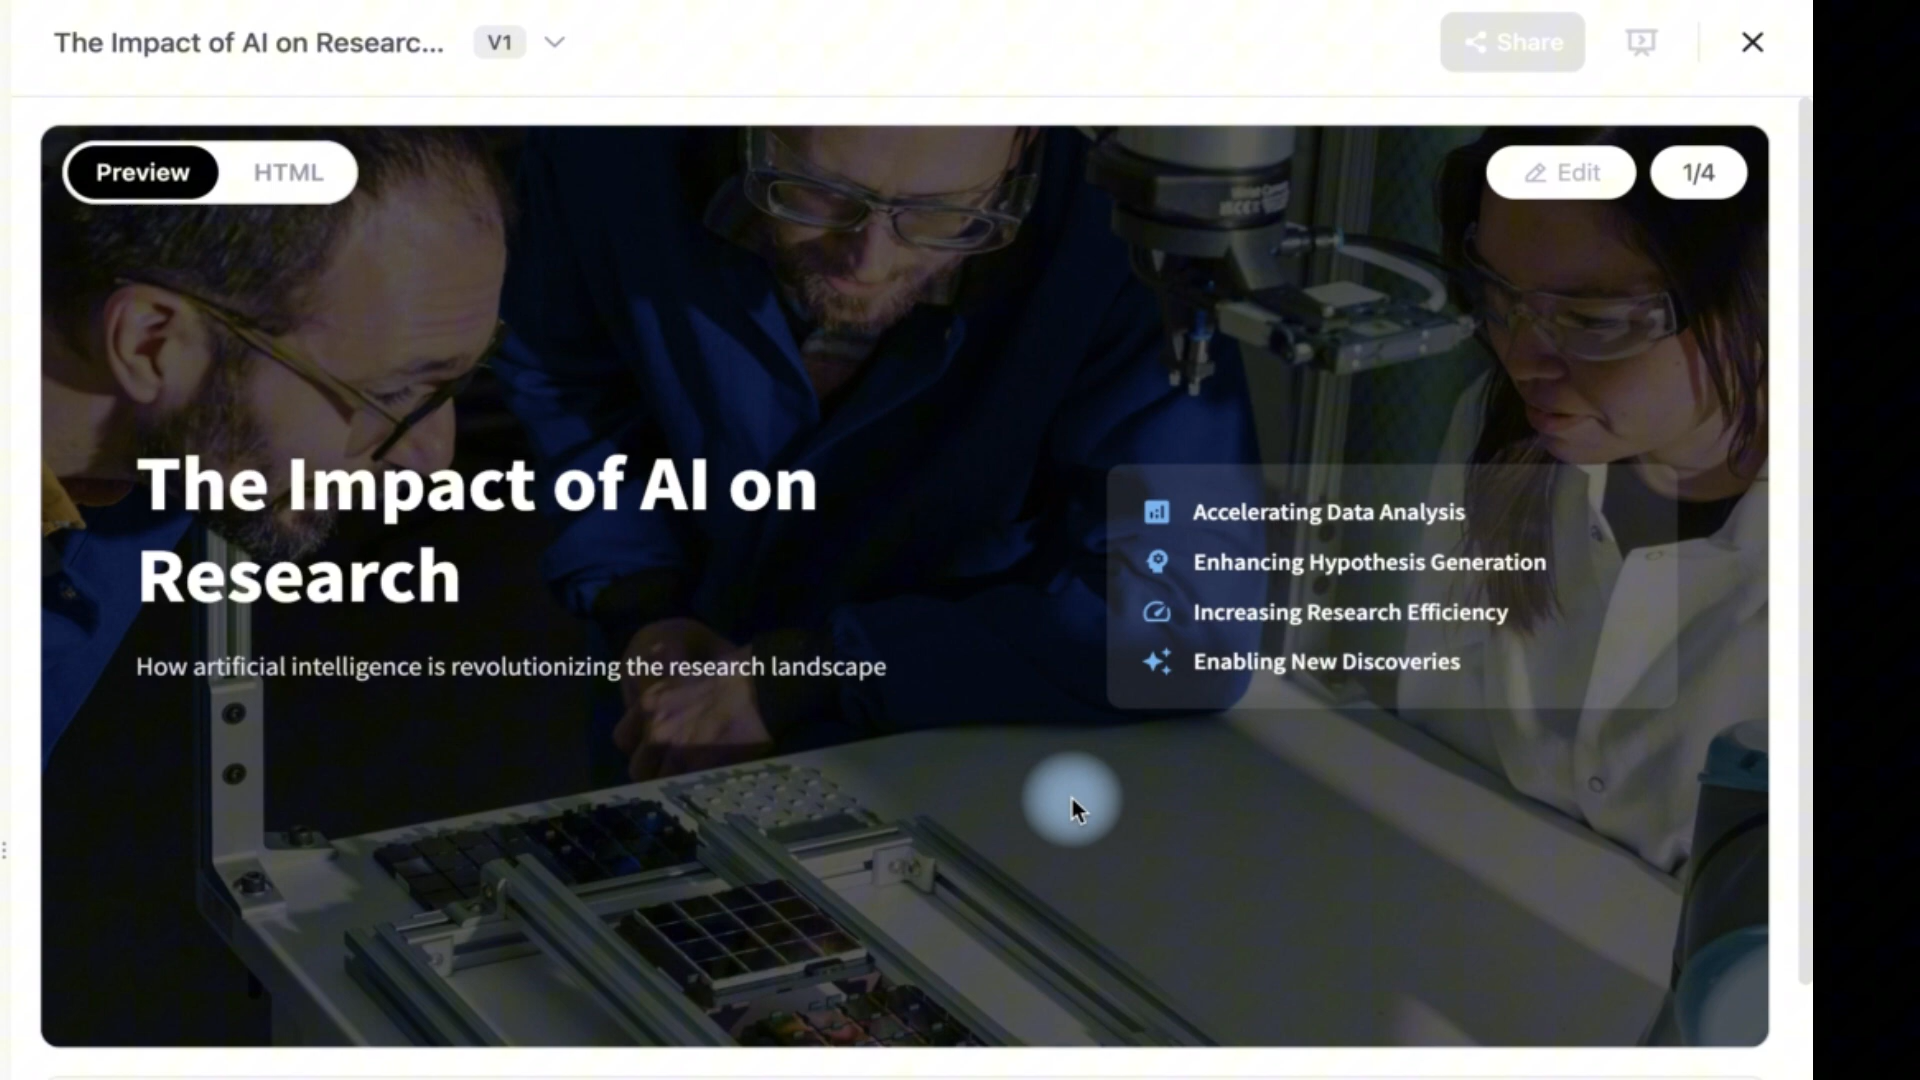 The Impact of AI on Researc...
V1
Share
Preview
HTML
Edit
1/4
The Impact of AI on
Research
How artificial intelligence is revolutionizing the research landscape
Accelerating Data Analysis
Enhancing Hypothesis Generation
Increasing Research Efficiency
Enabling New Discoveries